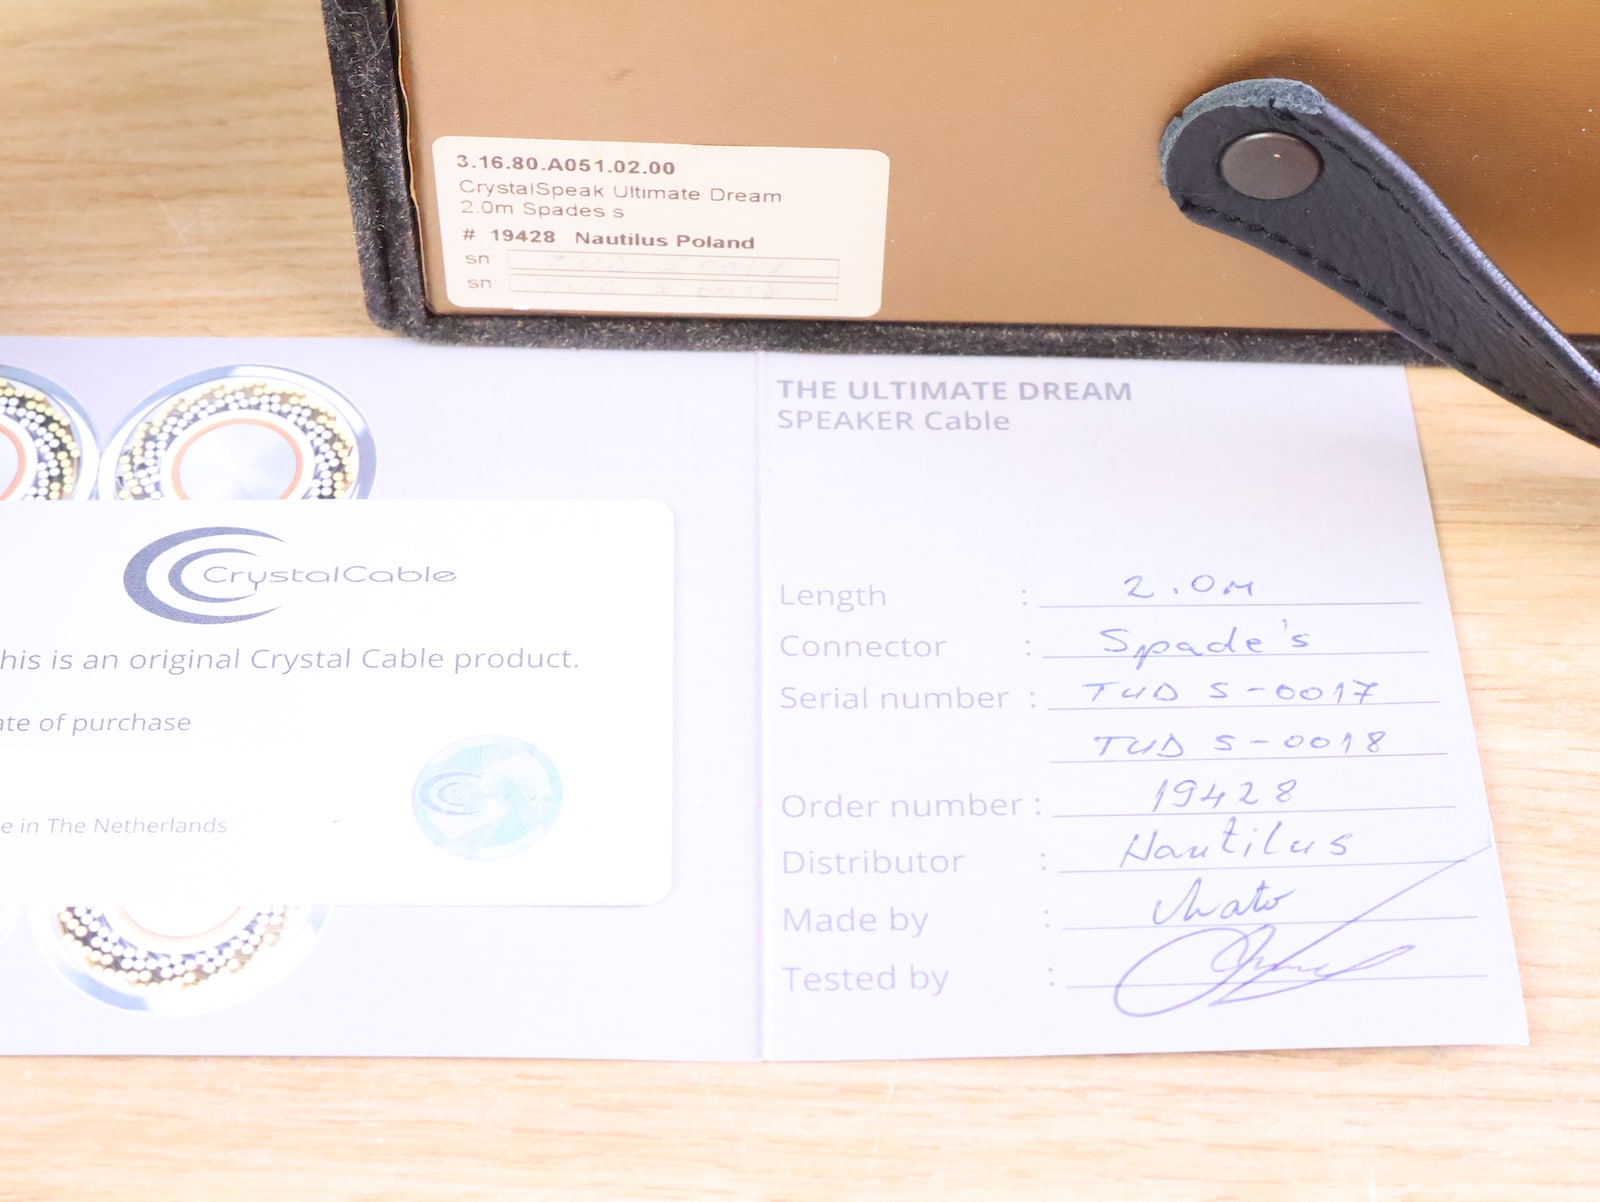 3.16.80.A051.02.00
CrystalSpeak Ultimate Dream
2.0m Spades s
# 19428 Nautilus Poland
sn:
sn:
CrystalCable
his is an original Crystal Cable product.
ate of purchase
e in The Netherlands
THE ULTIMATE DREAM
SPEAKER Cable
Length : 2.0m
Connector : Spade's
Serial number : TUD S-0017
TUD S-0018
Order number : 19428
Distributor : Nautilus
Made by :
Tested by :